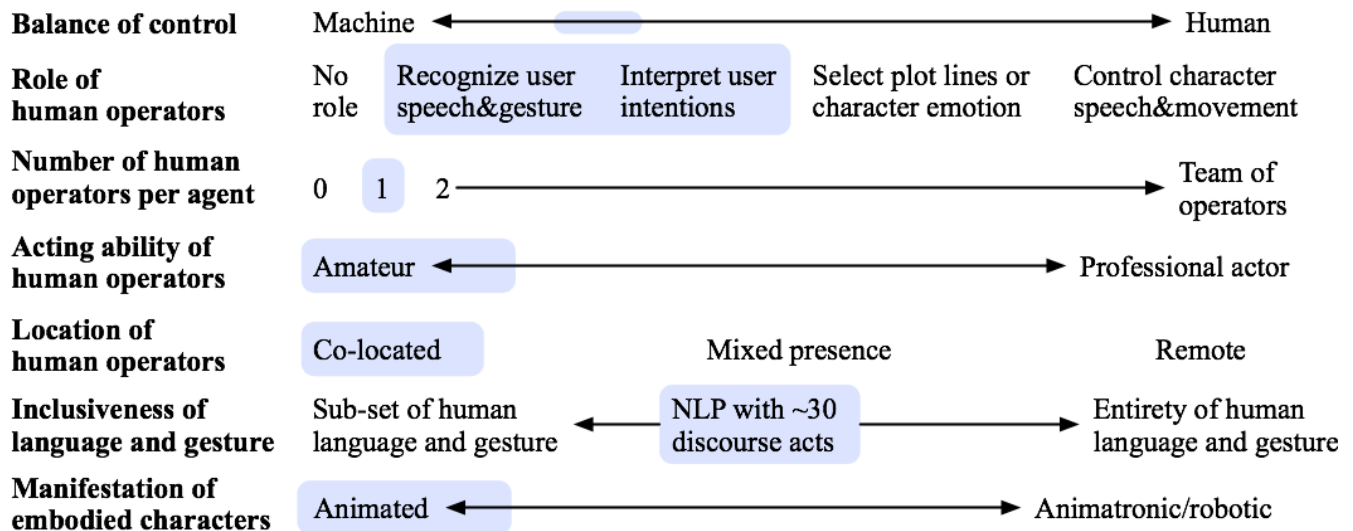 Balance of control Machine Human
Role of No Recognize user Interpret user Select plot lines or Control character
human operators role speech&gesture intentions character emotion speech&movement
Number of human Team of
operators per agent 0 1 2 operators
Acting ability of
human operators Amateur Professional actor
Location of
human operators Co-located Mixed presence Remote
Inclusiveness of Sub-set of human NLP with ~30 Entirety of human
language and gesture language and gesture discourse acts language and gesture
Manifestation of
embodied characters Animated Animatronic/robotic